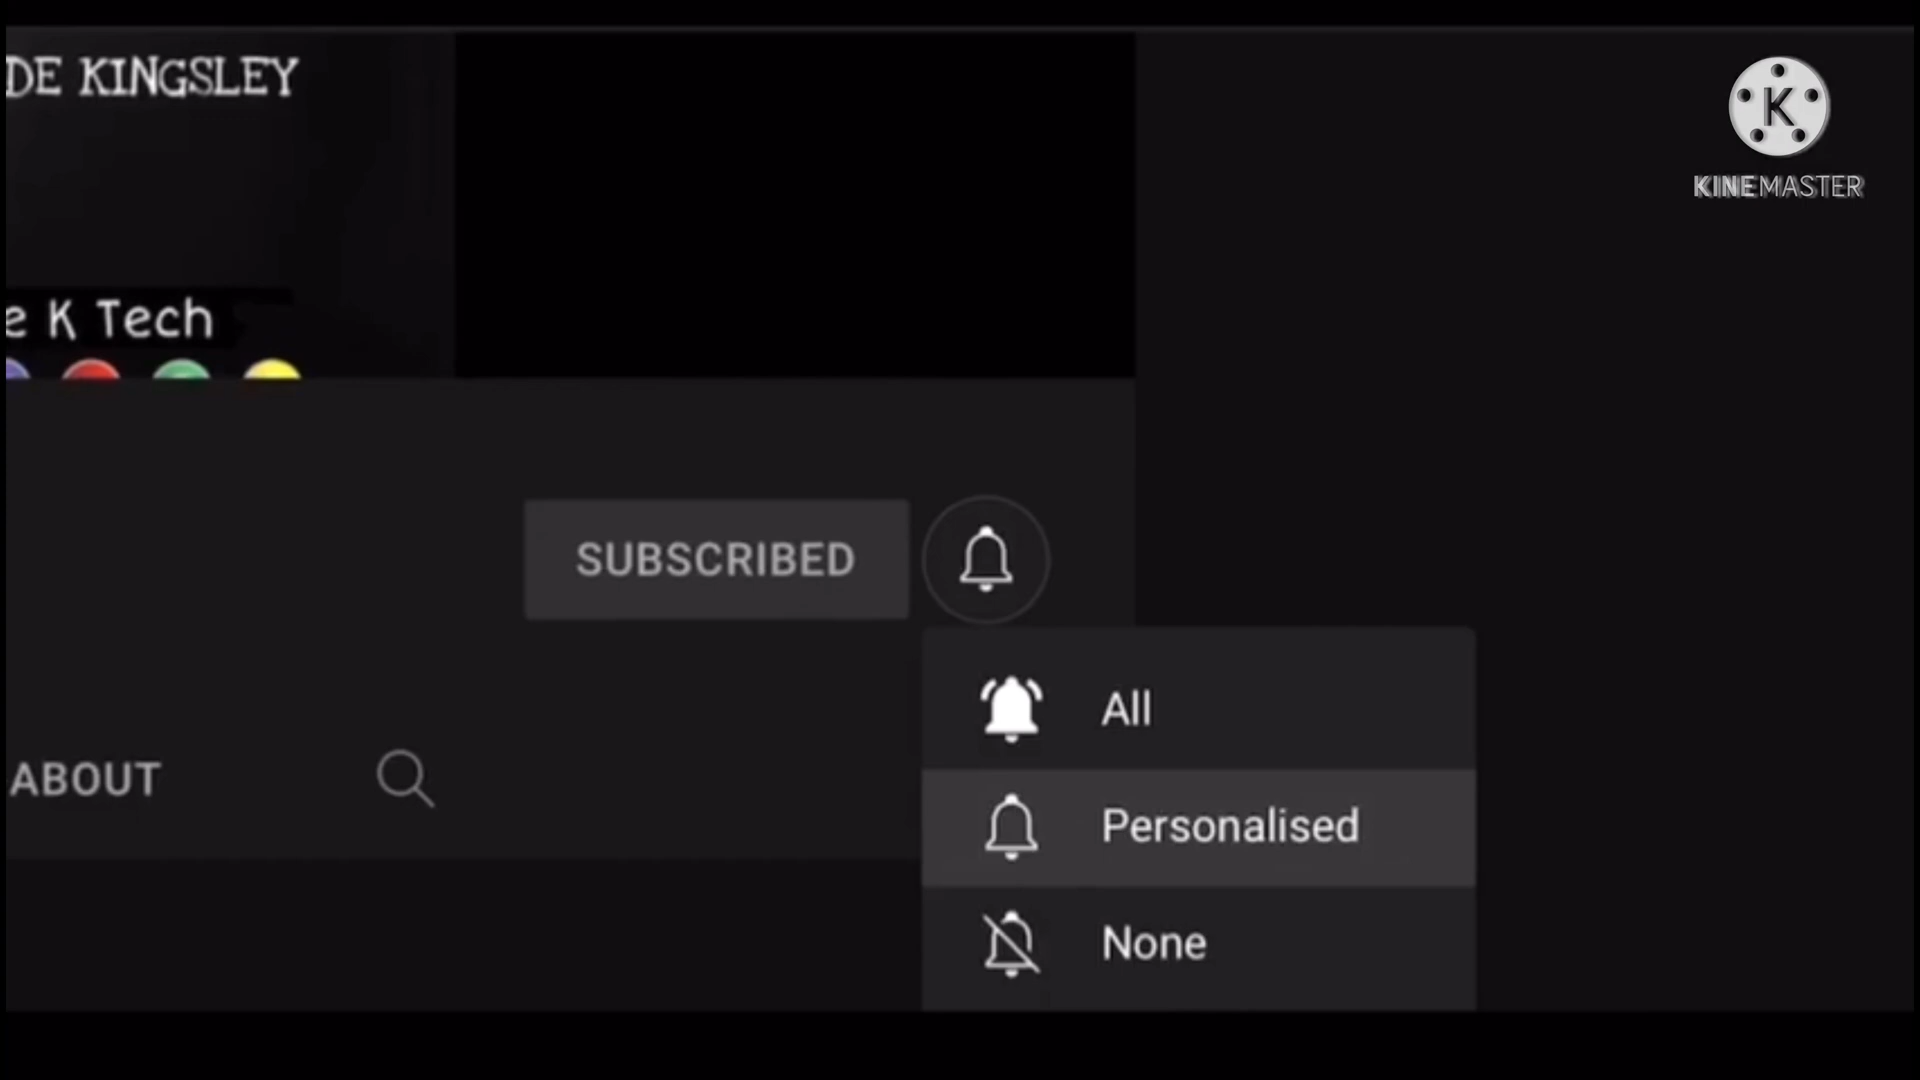 DE KINGSLEY
K
KINEMASTER
e K Tech
SUBSCRIBED
All
ABOUT
Personalised
None